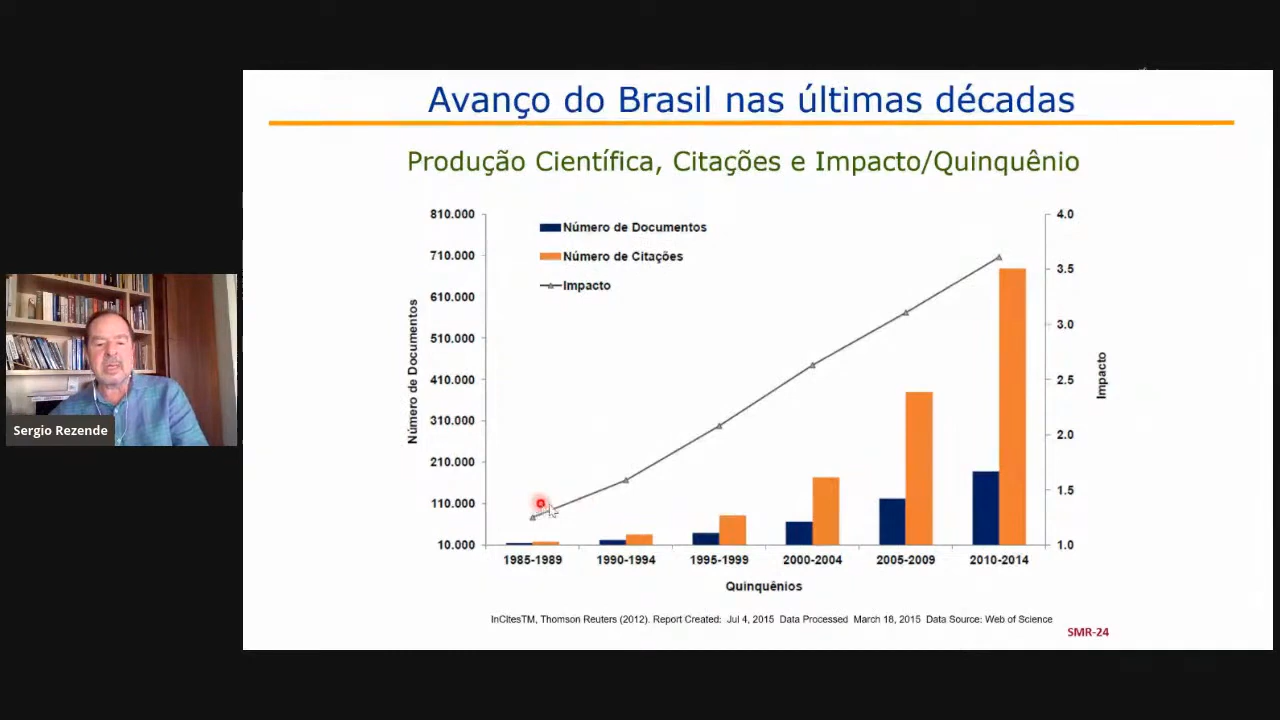 Avanço do Brasil nas últimas décadas
Produção Científica, Citações e Impacto/Quinquênio
810.000
710.000
610.000
510.000
410.000
310.000
210.000
110.000
10.000
Número de Documentos
Número de Documentos
Número de Citações
Impacto
4.0
3.5
3.0
2.5
2.0
1.5
1.0
Impacto
1985-1989
1990-1994
1995-1999
2000-2004
2005-2009
2010-2014
Quinquênios
InCitesTM, Thomson Reuters (2012). Report Created: Jul 4, 2015 Data Processed March 18, 2015 Data Source: Web of Science
SMR-24
Sergio Rezende